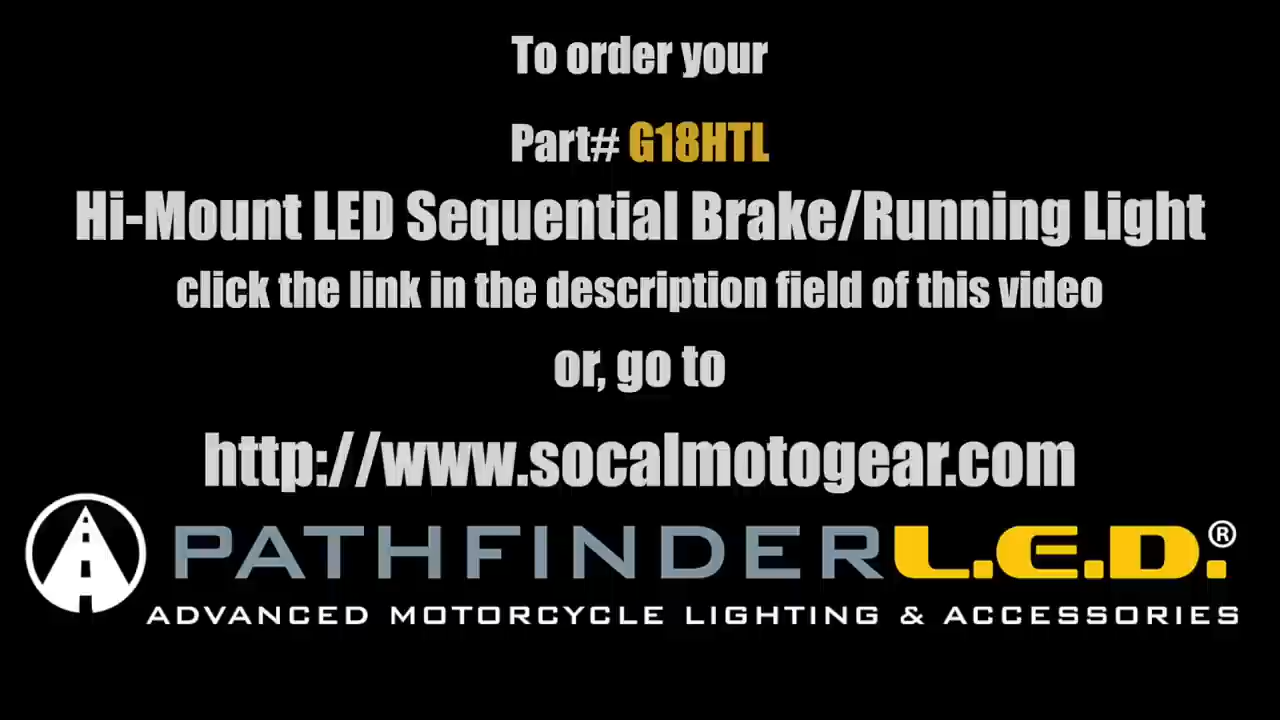 To order your
Part# G18HTL
Hi-Mount LED Sequential Brake/Running Light
click the link in the description field of this video
or, go to
http://www.socalmotogear.com
PATHFINDERL.E.D.®
ADVANCED MOTORCYCLE LIGHTING & ACCESSORIES